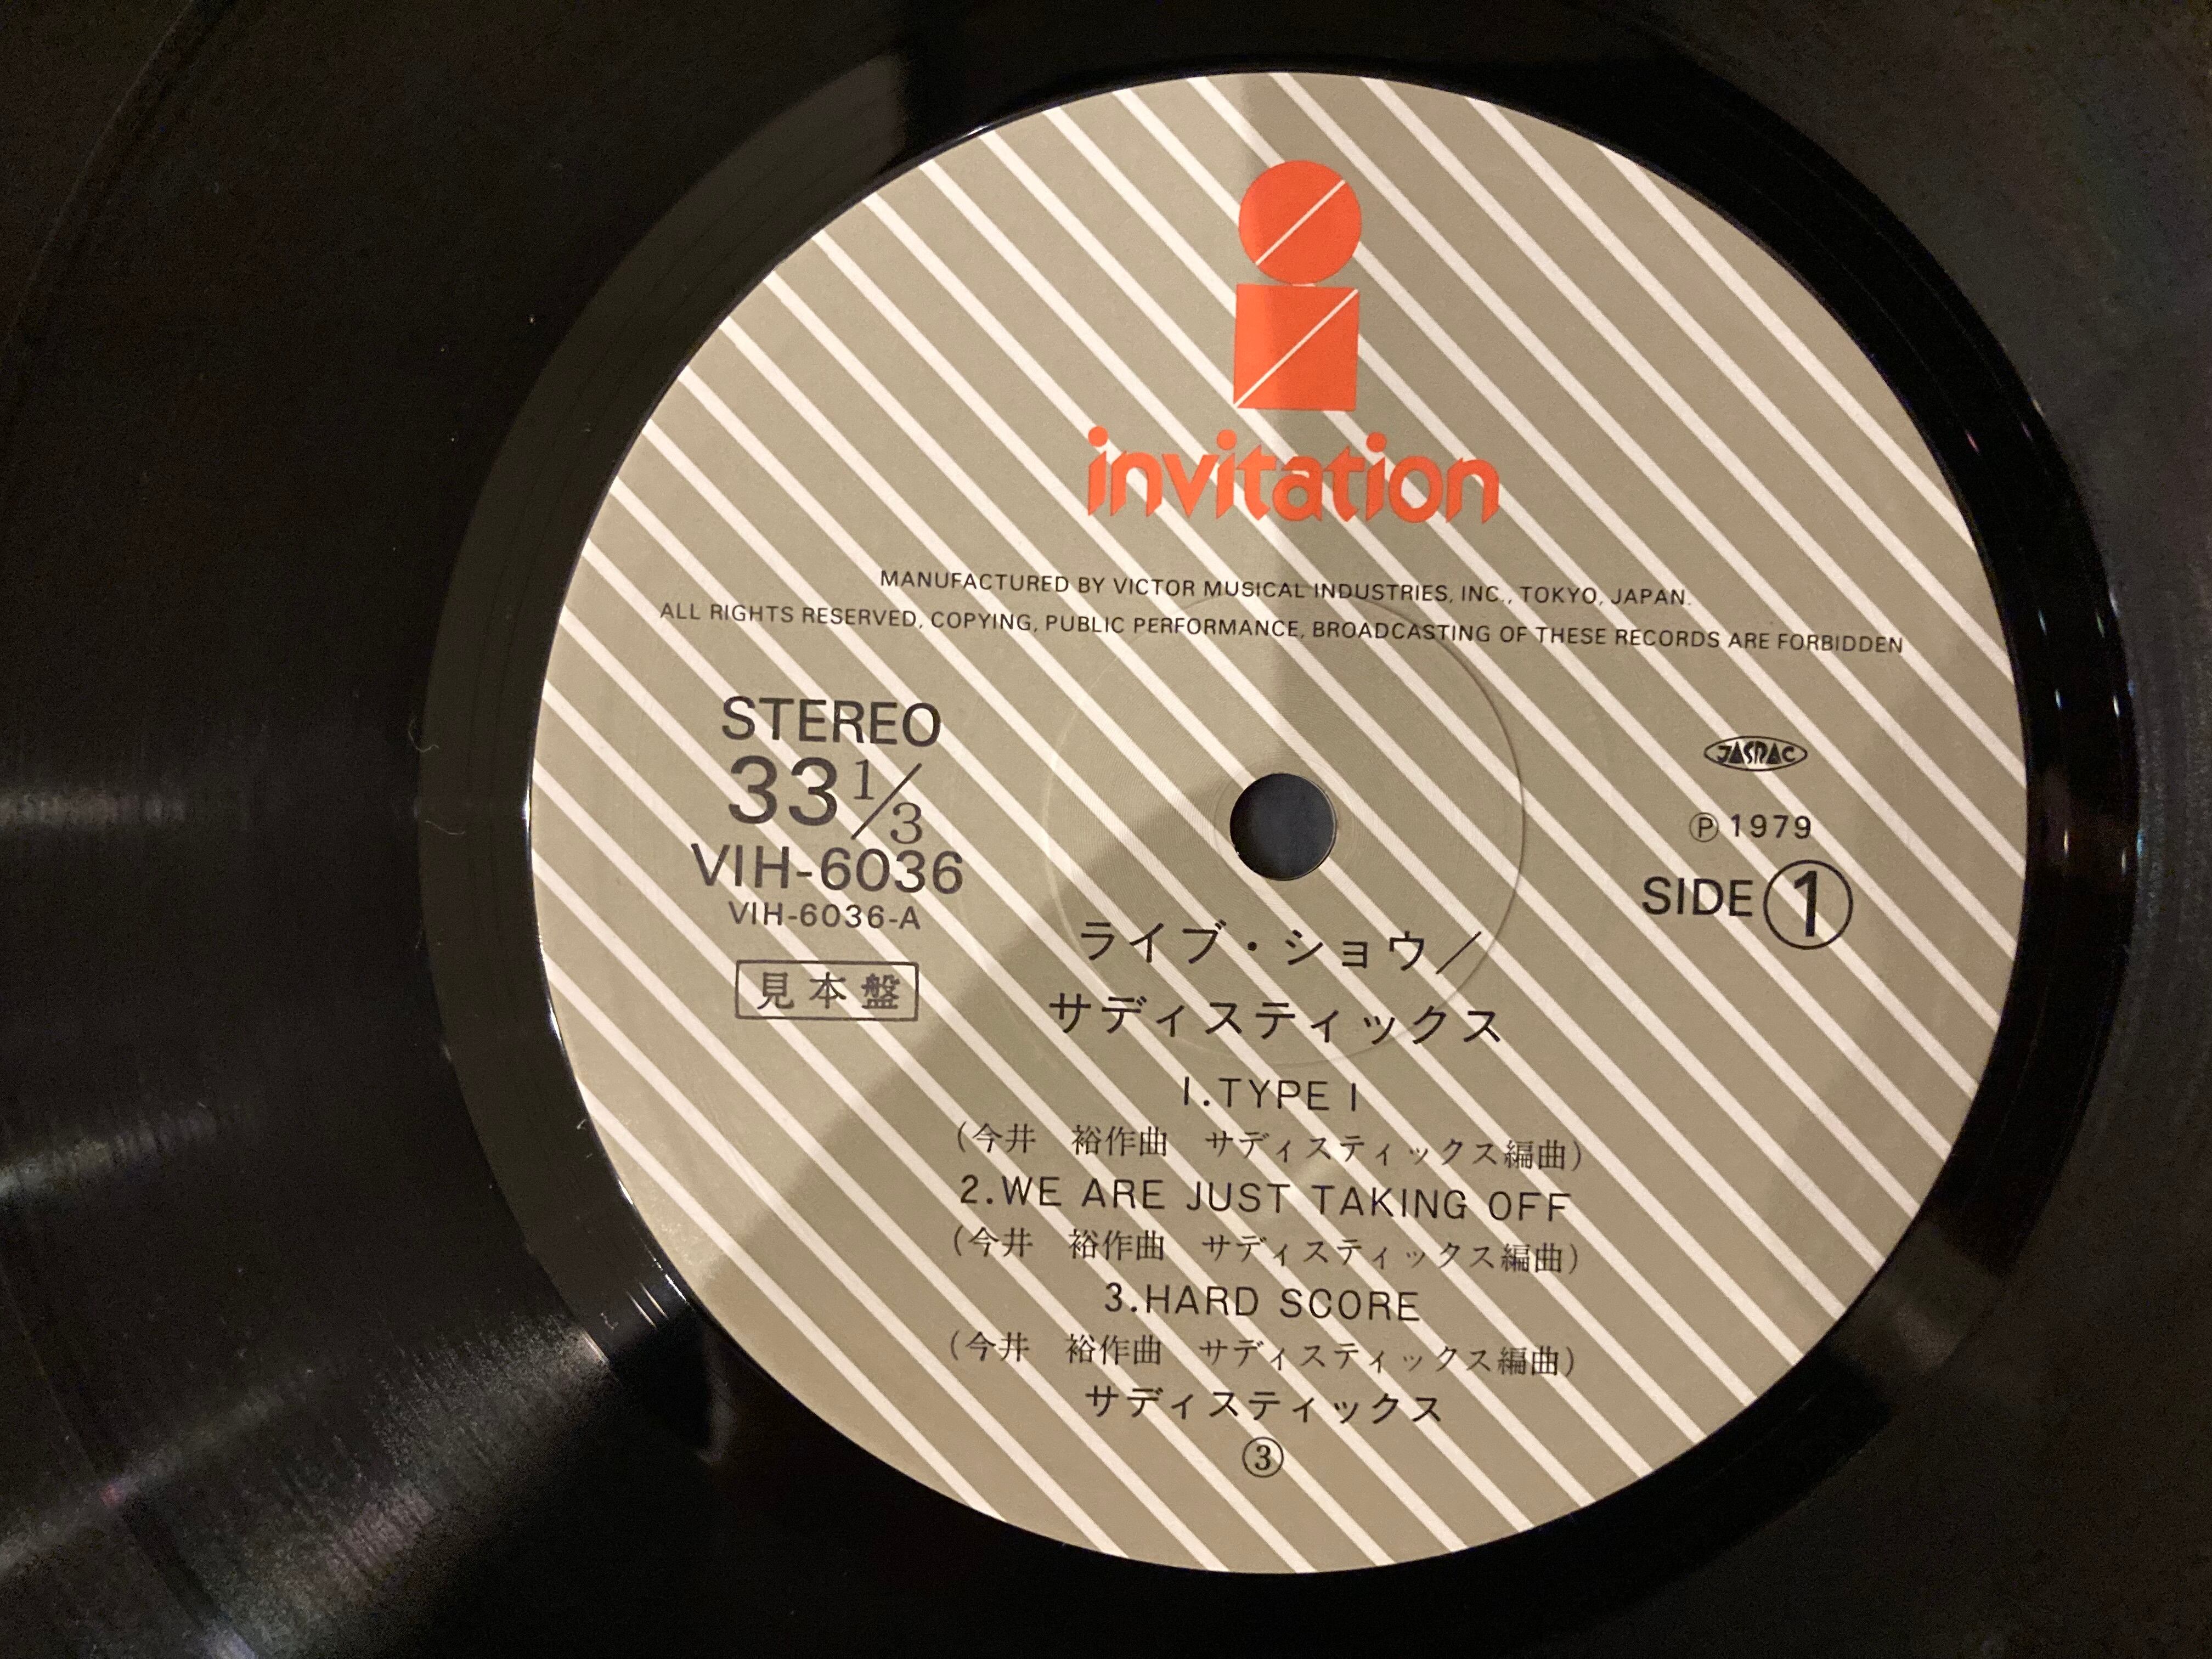 invitation
MANUFACTURED BY VICTOR MUSICAL INDUSTRIES, INC., TOKYO, JAPAN.
ALL RIGHTS RESERVED, COPYING, PUBLIC PERFORMANCE, BROADCASTING OF THESE RECORDS ARE FORBIDDEN
STEREO
33 1/3
VIH-6036
VIH-6036-A
見本盤
JASRAC
Ⓟ 1979
SIDE ①
ライブ・ショウ／
サディスティックス
1.TYPE I
(今井　裕作曲　サディスティックス編曲)
2.WE ARE JUST TAKING OFF
(今井　裕作曲　サディスティックス編曲)
3.HARD SCORE
(今井　裕作曲　サディスティックス編曲)
サディスティックス
③